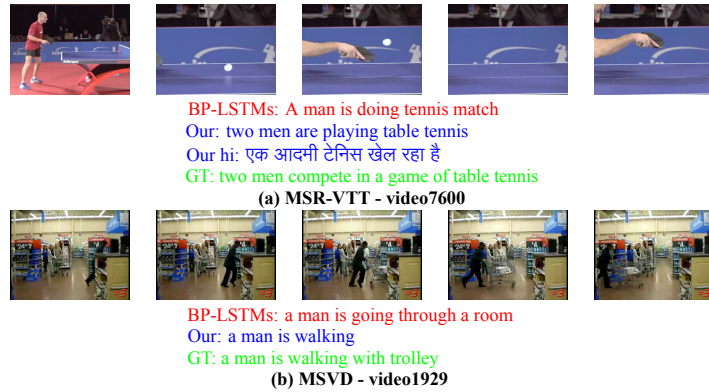 BP-LSTMs: A man is doing tennis match
Our: two men are playing table tennis
Our hi: एक आदमी टेनिस खेल रहा है
GT: two men compete in a game of table tennis
(a) MSR-VTT - video7600
BP-LSTMs: a man is going through a room
Our: a man is walking
GT: a man is walking with trolley
(b) MSVD - video1929